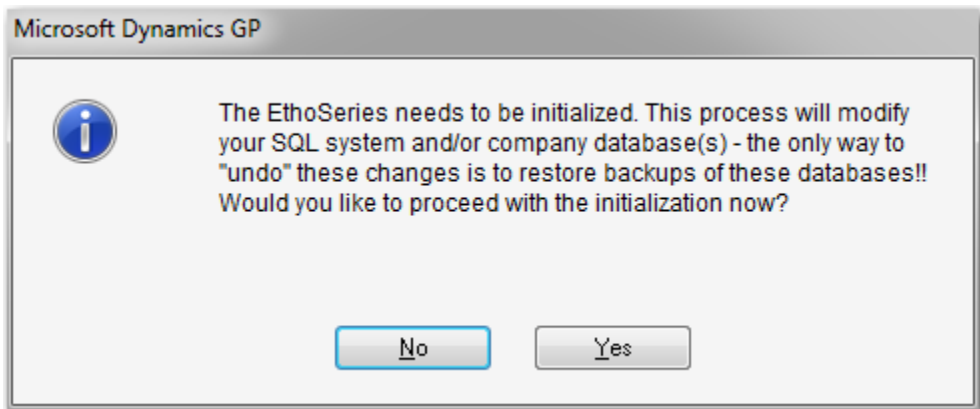 Microsoft Dynamics GP
The EthoSeries needs to be initialized. This process will modify
your SQL system and/or company database(s) - the only way to
"undo" these changes is to restore backups of these databases!!
Would you like to proceed with the initialization now?
No
Yes